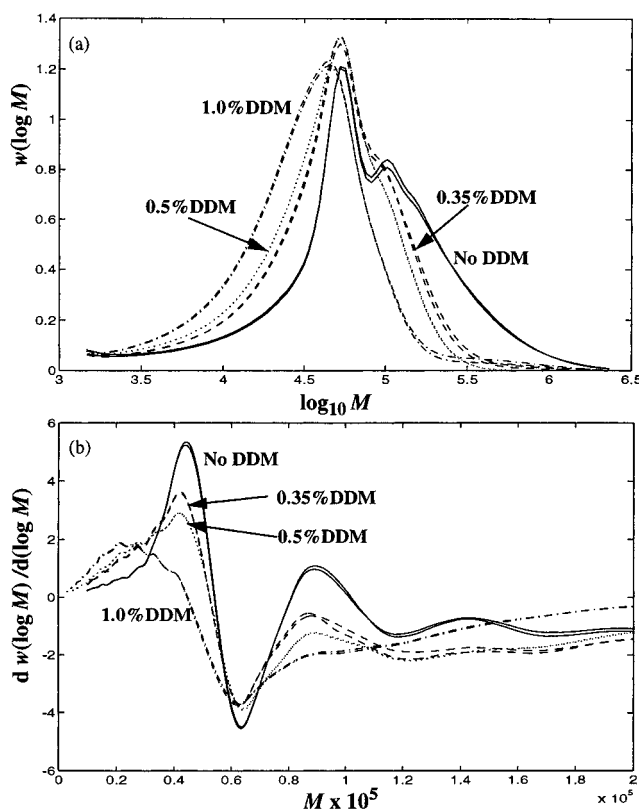 (a)
w(log M)
1.4
1.2
1
0.8
0.6
0.4
0.2
0
1.0%DDM
0.5%DDM
0.35%DDM
No DDM
3 3.5 4 4.5 5 5.5 6 6.5
log10 M
(b)
d w(log M) /d(log M)
6
4
2
0
-2
-4
-6
No DDM
0.35%DDM
0.5%DDM
1.0%DDM
0 0.2 0.4 0.6 0.8 1 1.2 1.4 1.6 1.8 2
M x 10^5
x 10^5